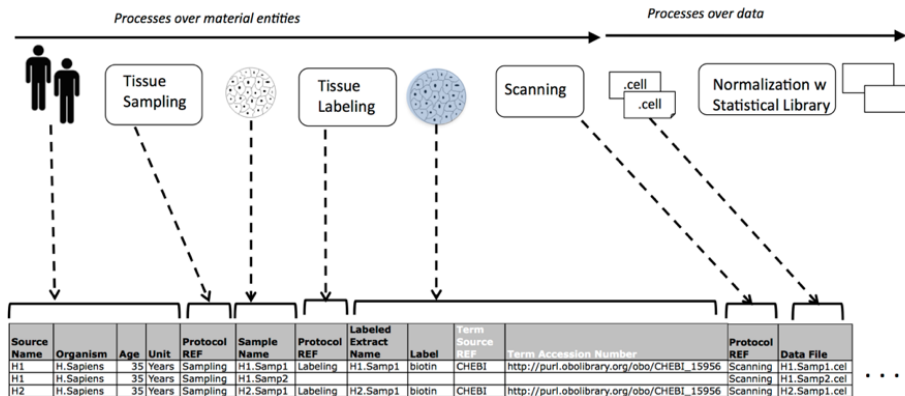 Processes over material entities
Processes over data
Tissue
Sampling
Tissue
Labeling
Scanning
.cell
.cell
Normalization w
Statistical Library
Source Name Organism Age Unit Protocol REF Sample Name Protocol REF Labeled Extract Name Label Term Source REF Term Accession Number Protocol REF Data File
H1 H.Sapiens 35 Years Sampling H1.Samp1 Labeling H1.Samp1 biotin CHEBI http://purl.obolibrary.org/obo/CHEBI_15956 Scanning H1.Samp1.cel
H1 H.Sapiens 35 Years Sampling H1.Samp2 Scanning H1.Samp2.cel
H2 H.Sapiens 35 Years Sampling H2.Samp1 Labeling H2.Samp1 biotin CHEBI http://purl.obolibrary.org/obo/CHEBI_15956 Scanning H2.Samp1.cel
. . .